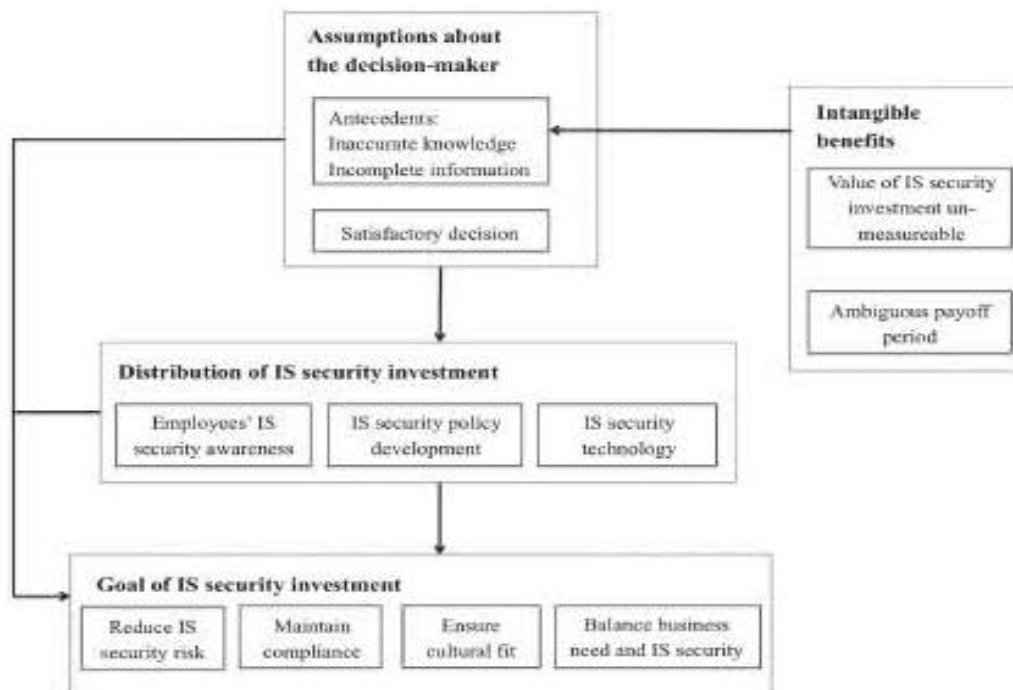 Assumptions about
the decision-maker
Antecedents:
Inaccurate knowledge
Incomplete information
Satisfactory decision
Intangible
benefits
Value of IS security
investment un-
measureable
Ambiguous payoff
period
Distribution of IS security investment
Employees' IS
security awareness
IS security policy
development
IS security
technology
Goal of IS security investment
Reduce IS
security risk
Maintain
compliance
Ensure
cultural fit
Balance business
need and IS security